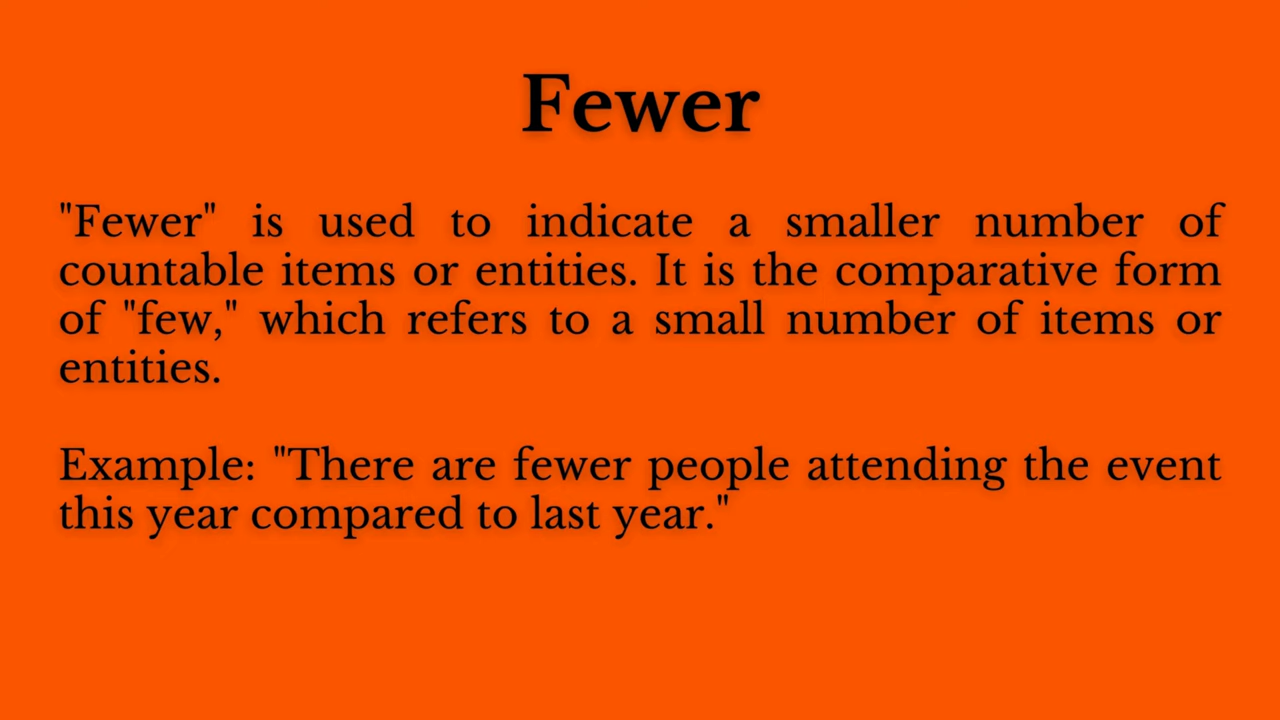 Fewer
"Fewer" is used to indicate a smaller number of
countable items or entities. It is the comparative form
of "few," which refers to a small number of items or
entities.
Example: "There are fewer people attending the event
this year compared to last year."